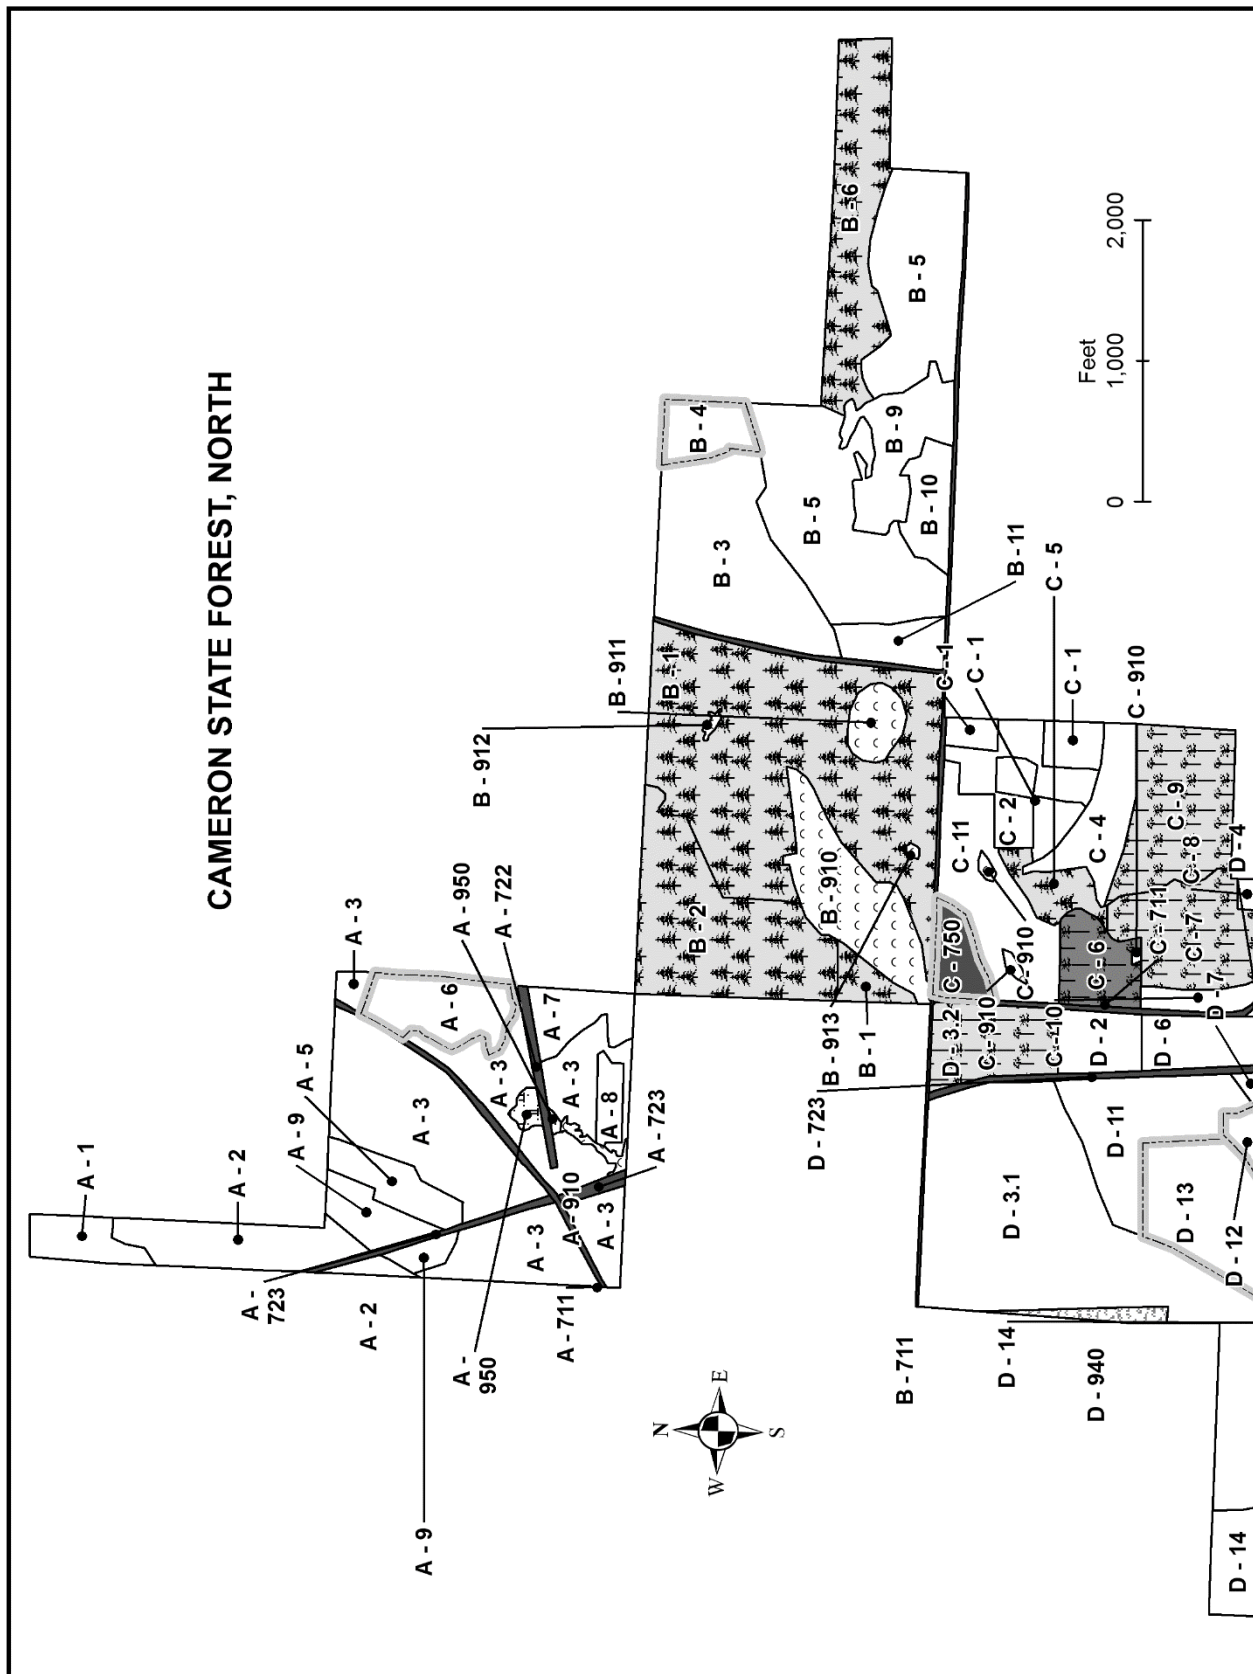 CAMERON STATE FOREST, NORTH
A - 1
A - 2
A -
723
A - 9
A - 5
A - 3
A - 2
A - 3
A - 9
A - 6
A -
950
A - 950
B - 912
A - 3
A - 722
A - 3
A - 7
A - 711
A - 910
A - 3
A - 3
A - 8
B - 911
A - 723
B - 1
B - 2
B - 4
B - 3
N
W
E
S
B - 5
D - 723
B - 913
B - 910
B - 6
B - 1
B - 9
B - 711
B - 5
B - 10
D - 3.2
C - 750
C - 11
C - 1
C - 1
D - 14
D - 3.1
C - 910
C - 2
B - 11
C - 910
C - 5
C - 10
C - 1
Feet
0
1,000
2,000
D - 940
D - 2
C - 6
C - 4
D - 11
C - 910
D - 6
C - 711
C - 9
D - 13
C - 7
C - 8
D - 7
D - 12
D - 4
D - 14